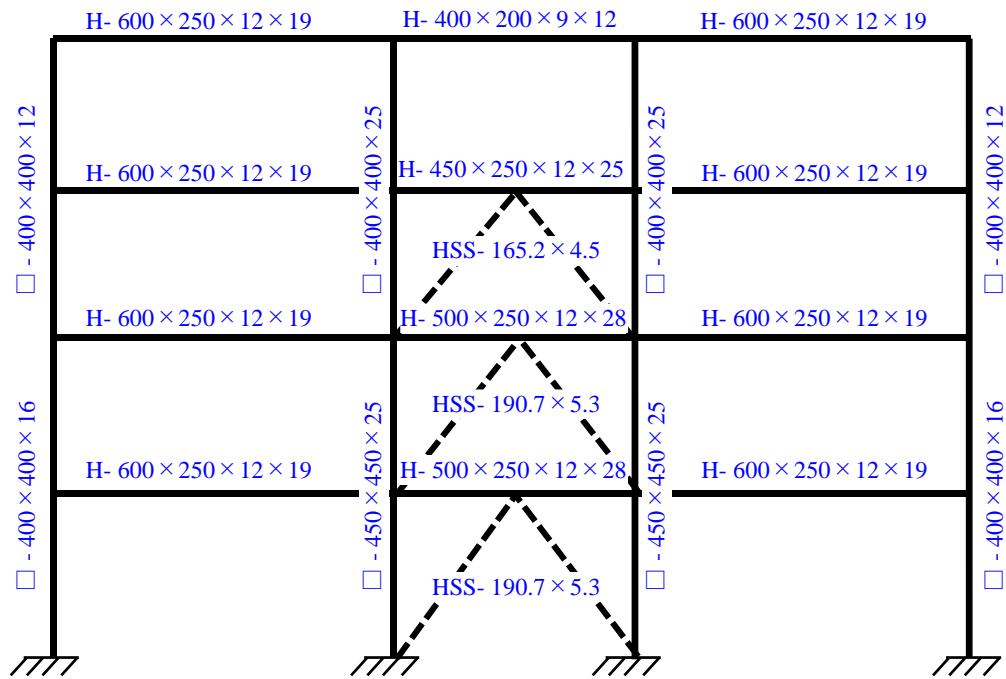 H- 600×250×12×19
H- 400×200×9×12
H- 600×250×12×19
□ - 400×400×12
□ - 400×400×25
□ - 400×400×25
□ - 400×400×12
H- 600×250×12×19
H- 450×250×12×25
H- 600×250×12×19
HSS- 165.2×4.5
H- 600×250×12×19
H- 500×250×12×28
H- 600×250×12×19
HSS- 190.7×5.3
□ - 400×400×16
□ - 450×450×25
□ - 450×450×25
□ - 400×400×16
H- 600×250×12×19
H- 500×250×12×28
H- 600×250×12×19
HSS- 190.7×5.3